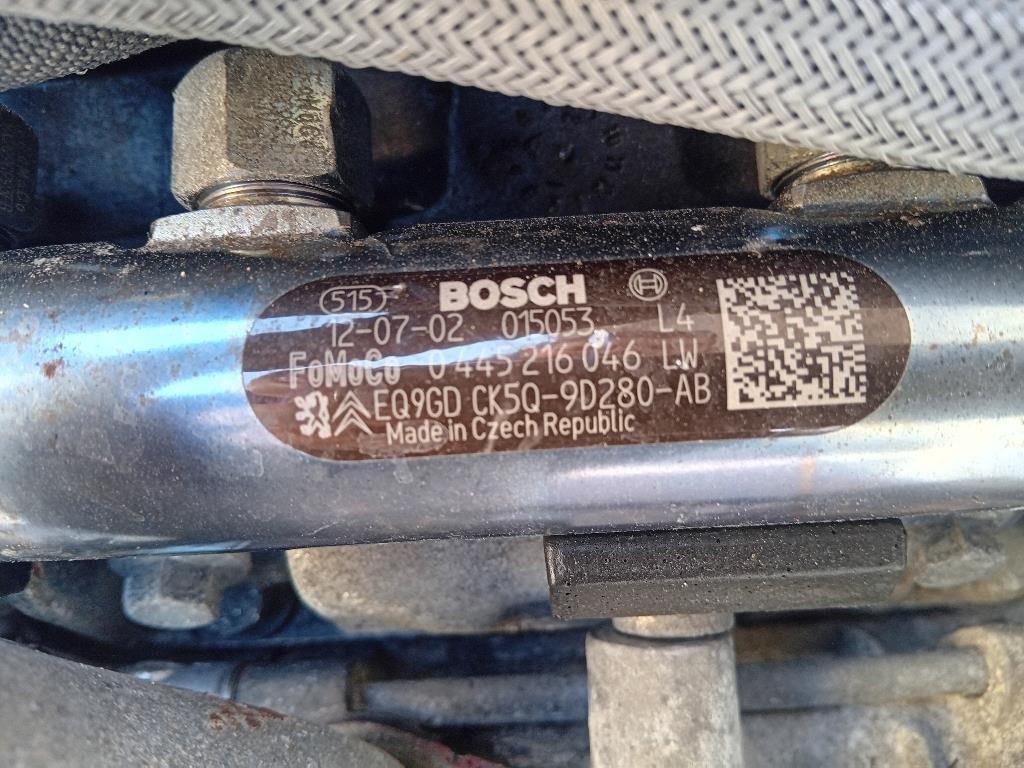 515 BOSCH
12-07-02 015053 L4
FoMoCo 0 445 216 046 LW
EQ9GD CK5Q-9D280-AB
Made in Czech Republic